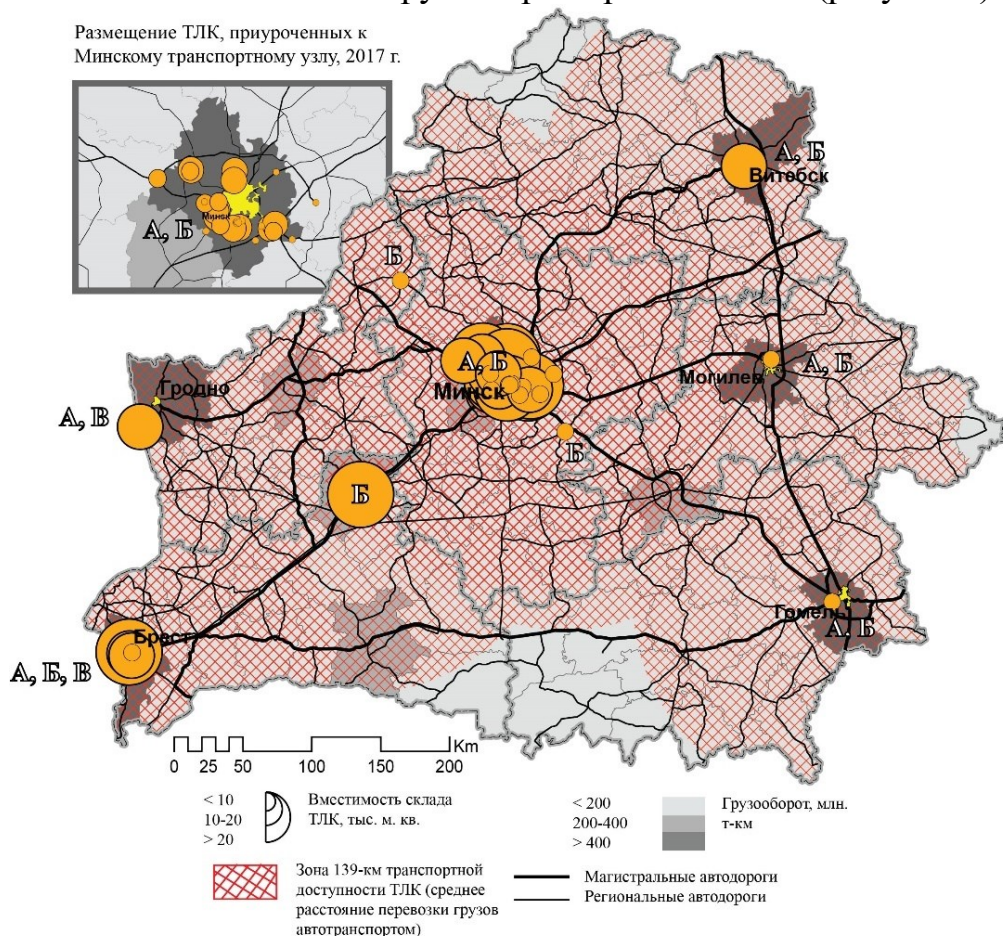 Размещение ТЛК, приуроченных к
Минскому транспортному узлу, 2017 г.
Минск
А, Б
А, Б
Витебск
Б
А, Б
Минск
Могилев
А, Б
Гродно
А, В
Б
Б
Гомель
А, Б
Брест
А, Б, В
Km
0 25 50 100 150 200
< 10
10-20
> 20
Вместимость склада
ТЛК, тыс. м. кв.
< 200
200-400
> 400
Грузооборот, млн.
т-км
Зона 139-км транспортной
доступности ТЛК (среднее
расстояние перевозки грузов
автотранспортом)
Магистральные автодороги
Региональные автодороги